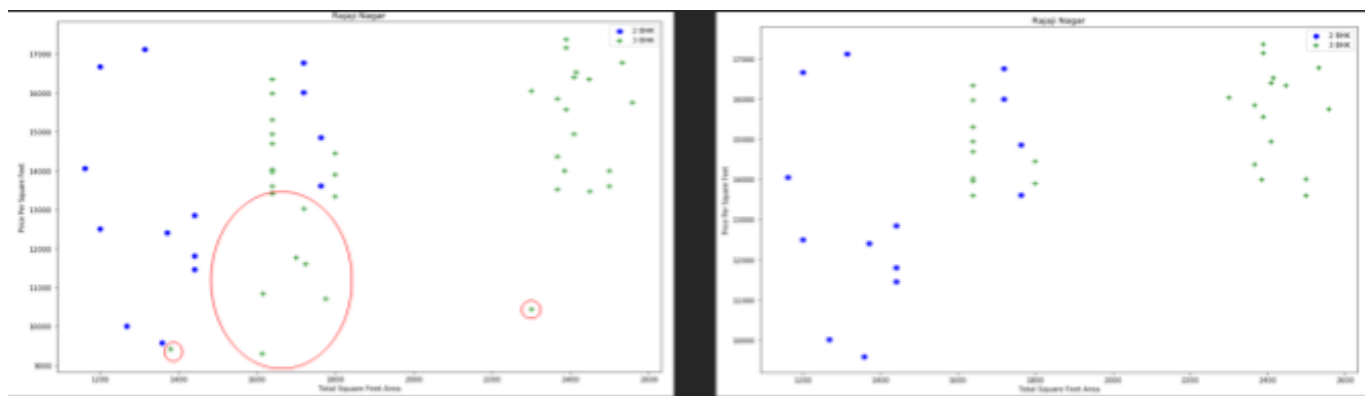 Rajaji Nagar
2 BHK
3 BHK
17000
16000
15000
14000
13000
12000
11000
10000
9000
Price Per Square Feet
1200 1400 1600 1800 2000 2200 2400 2600
Total Square Feet Area
Rajaji Nagar
2 BHK
3 BHK
17000
16000
15000
14000
13000
12000
11000
10000
Price Per Square Feet
1200 1400 1600 1800 2000 2200 2400 2600
Total Square Feet Area